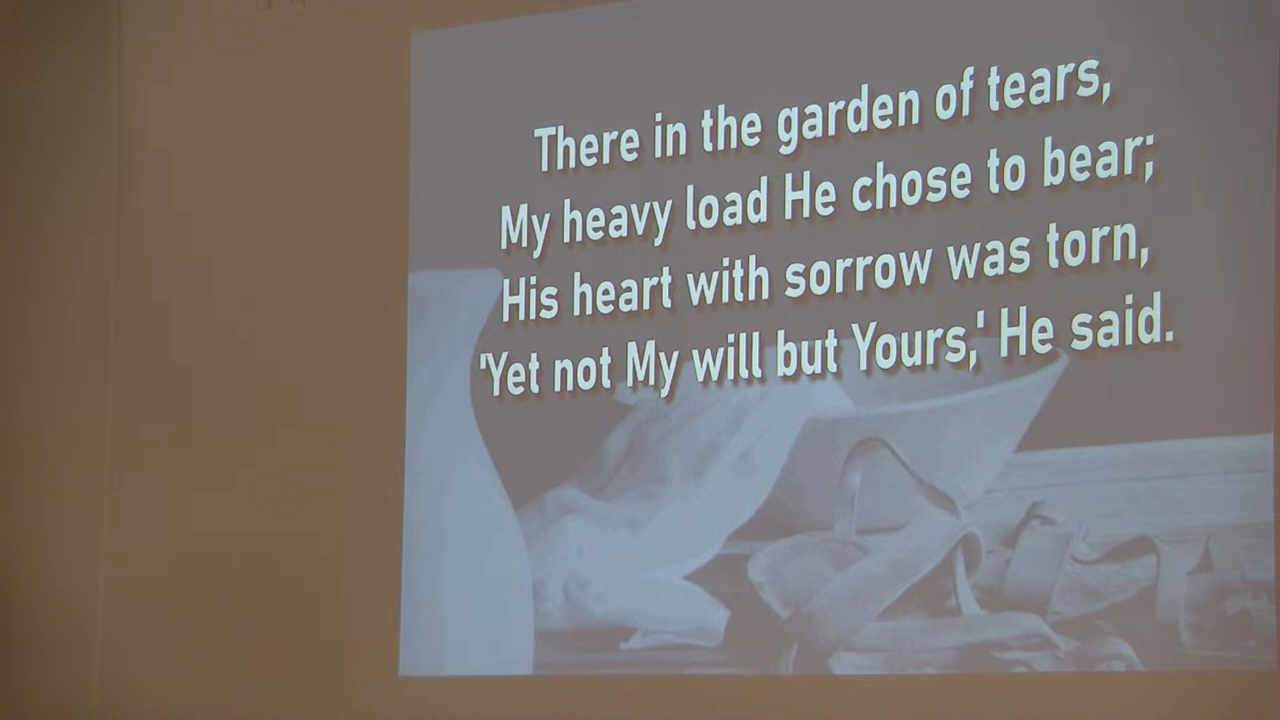 There in the garden of tears,
My heavy load He chose to bear;
His heart with sorrow was torn,
'Yet not My will but Yours,' He said.